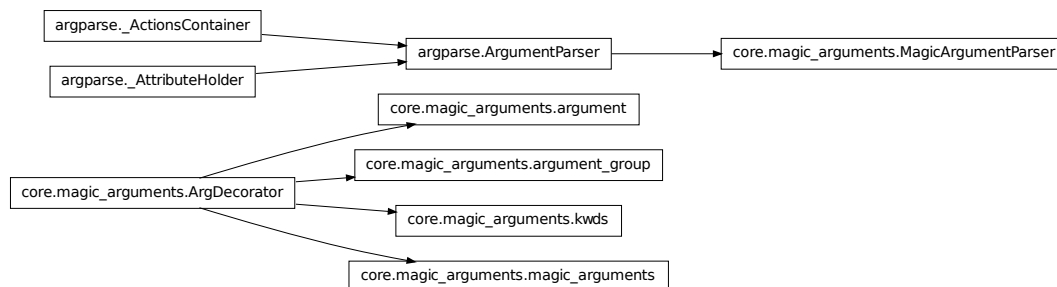 argparse._ActionsContainer
argparse._AttributeHolder
argparse.ArgumentParser
core.magic_arguments.MagicArgumentParser
core.magic_arguments.ArgDecorator
core.magic_arguments.argument
core.magic_arguments.argument_group
core.magic_arguments.kwds
core.magic_arguments.magic_arguments